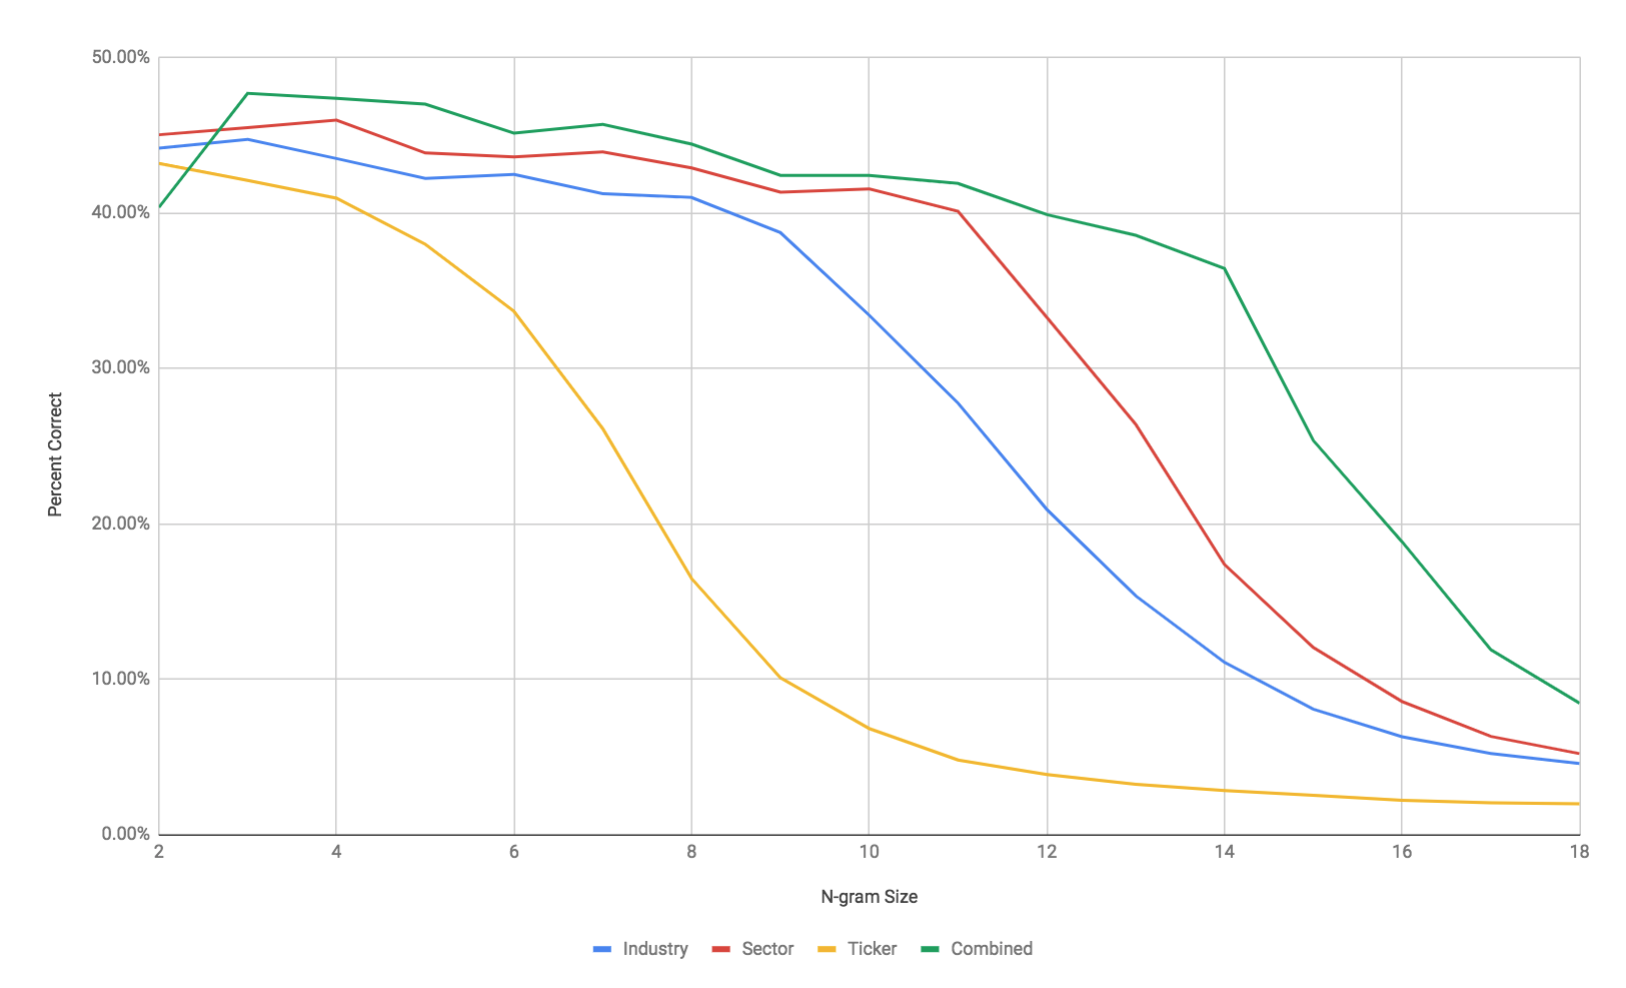 50.00%
40.00%
30.00%
20.00%
10.00%
0.00%
Percent Correct
2 4 6 8 10 12 14 16 18
N-gram Size
Industry Sector Ticker Combined